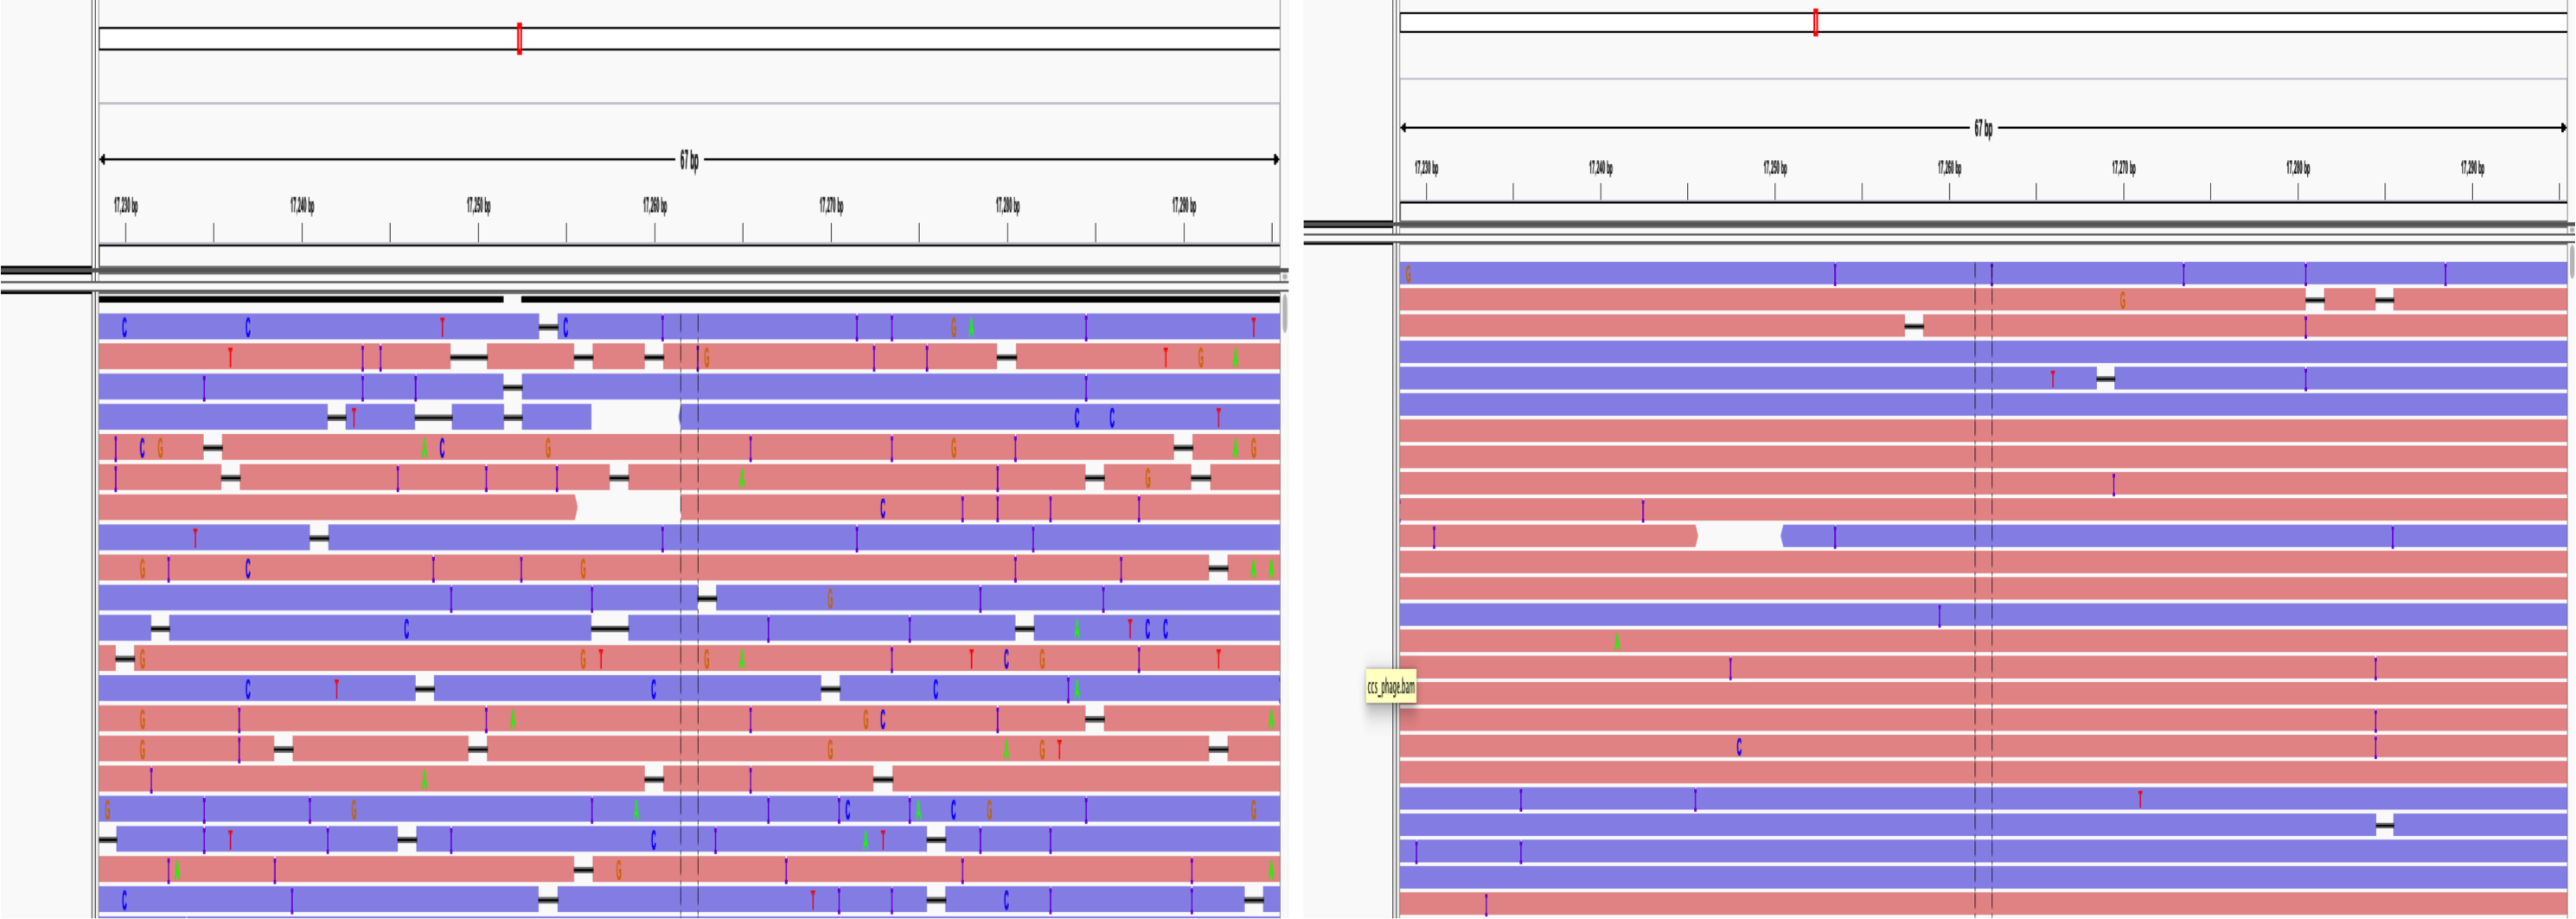 67 bp
17,230 bp 17,240 bp 17,250 bp 17,260 bp 17,270 bp 17,280 bp 17,290 bp
C C T C G A T
T G T G A
T C C T
C G A C G G A G
A G
C
T
G C G A A
G
C A T C C
G G T G A T C G T
C T C C A
G A G C A
G G A G T
A
G G A C A C G G
T C A T
A G A
C T C
67 bp
17,230 bp 17,240 bp 17,250 bp 17,260 bp 17,270 bp 17,280 bp 17,290 bp
G
G
T
A
ccs_phage.bam
C
T